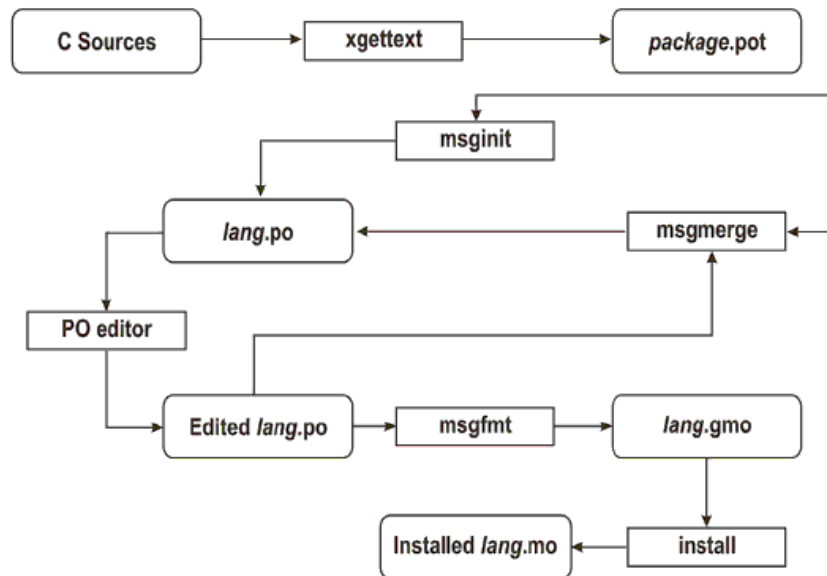 C Sources
xgettext
package.pot
msginit
lang.po
msgmerge
PO editor
Edited lang.po
msgfmt
lang.gmo
Installed lang.mo
install